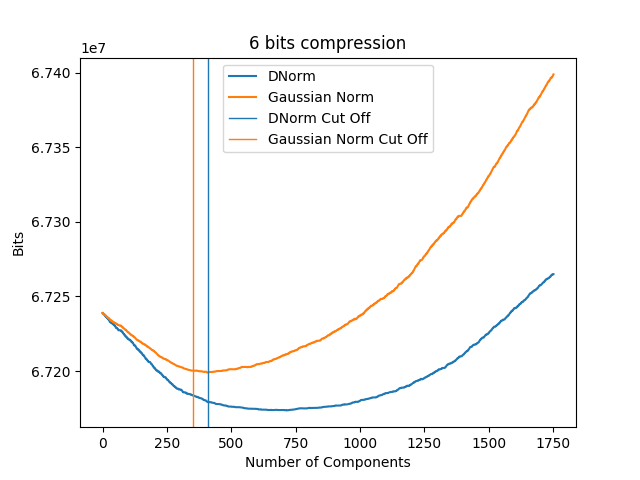 6 bits compression
1e7
6.740
6.735
6.730
6.725
6.720
Bits
DNorm
Gaussian Norm
DNorm Cut Off
Gaussian Norm Cut Off
0 250 500 750 1000 1250 1500 1750
Number of Components